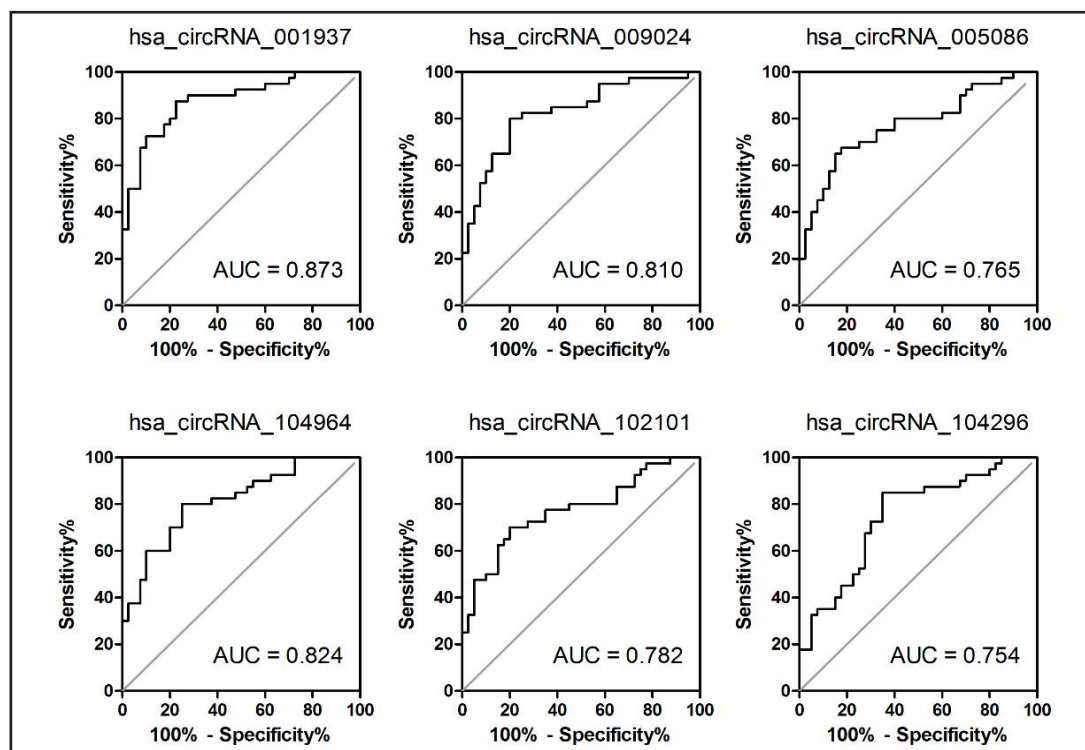 hsa_circRNA_001937
100
80
60
40
20
0
Sensitivity%
AUC = 0.873
0 20 40 60 80 100
100% - Specificity%
hsa_circRNA_009024
100
80
60
40
20
0
Sensitivity%
AUC = 0.810
0 20 40 60 80 100
100% - Specificity%
hsa_circRNA_005086
100
80
60
40
20
0
Sensitivity%
AUC = 0.765
0 20 40 60 80 100
100% - Specificity%
hsa_circRNA_104964
100
80
60
40
20
0
Sensitivity%
AUC = 0.824
0 20 40 60 80 100
100% - Specificity%
hsa_circRNA_102101
100
80
60
40
20
0
Sensitivity%
AUC = 0.782
0 20 40 60 80 100
100% - Specificity%
hsa_circRNA_104296
100
80
60
40
20
0
Sensitivity%
AUC = 0.754
0 20 40 60 80 100
100% - Specificity%